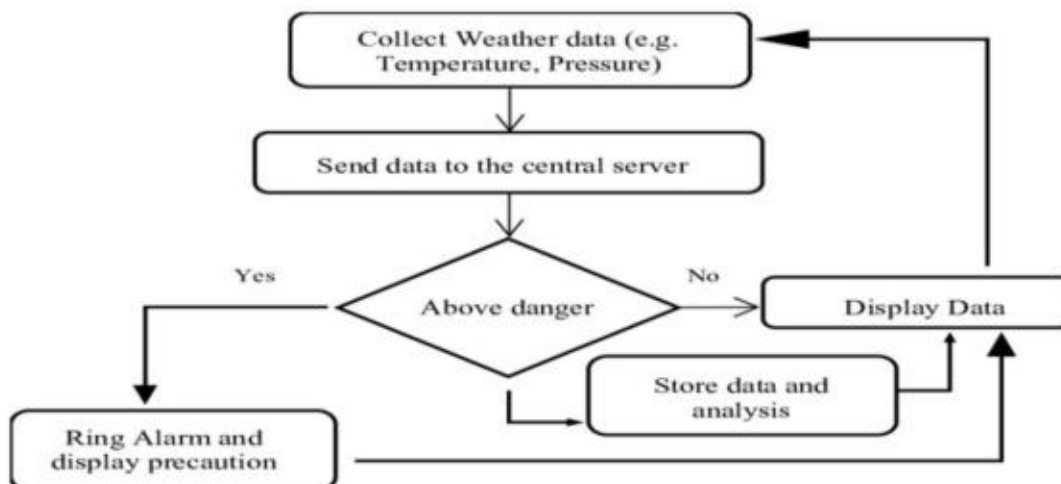 Collect Weather data (e.g.
Temperature, Pressure)
Send data to the central server
Yes
No
Above danger
Display Data
Store data and
analysis
Ring Alarm and
display precaution